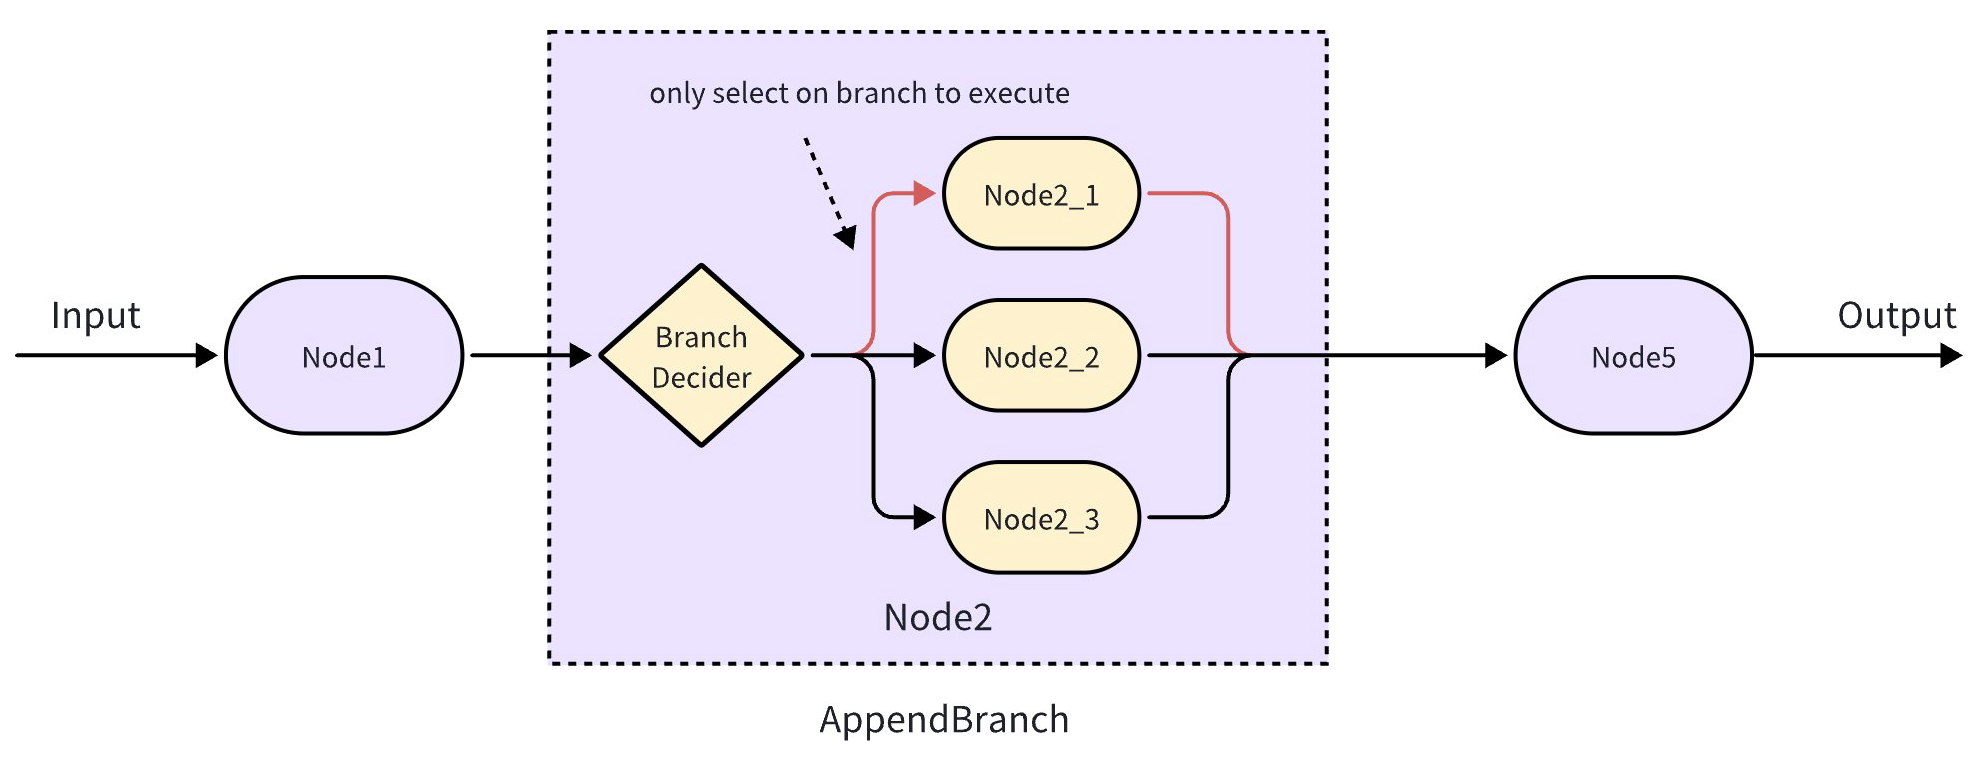 only select on branch to execute
Node2_1
Input
Node1
Branch
Decider
Node2_2
Node5
Output
Node2_3
Node2
AppendBranch